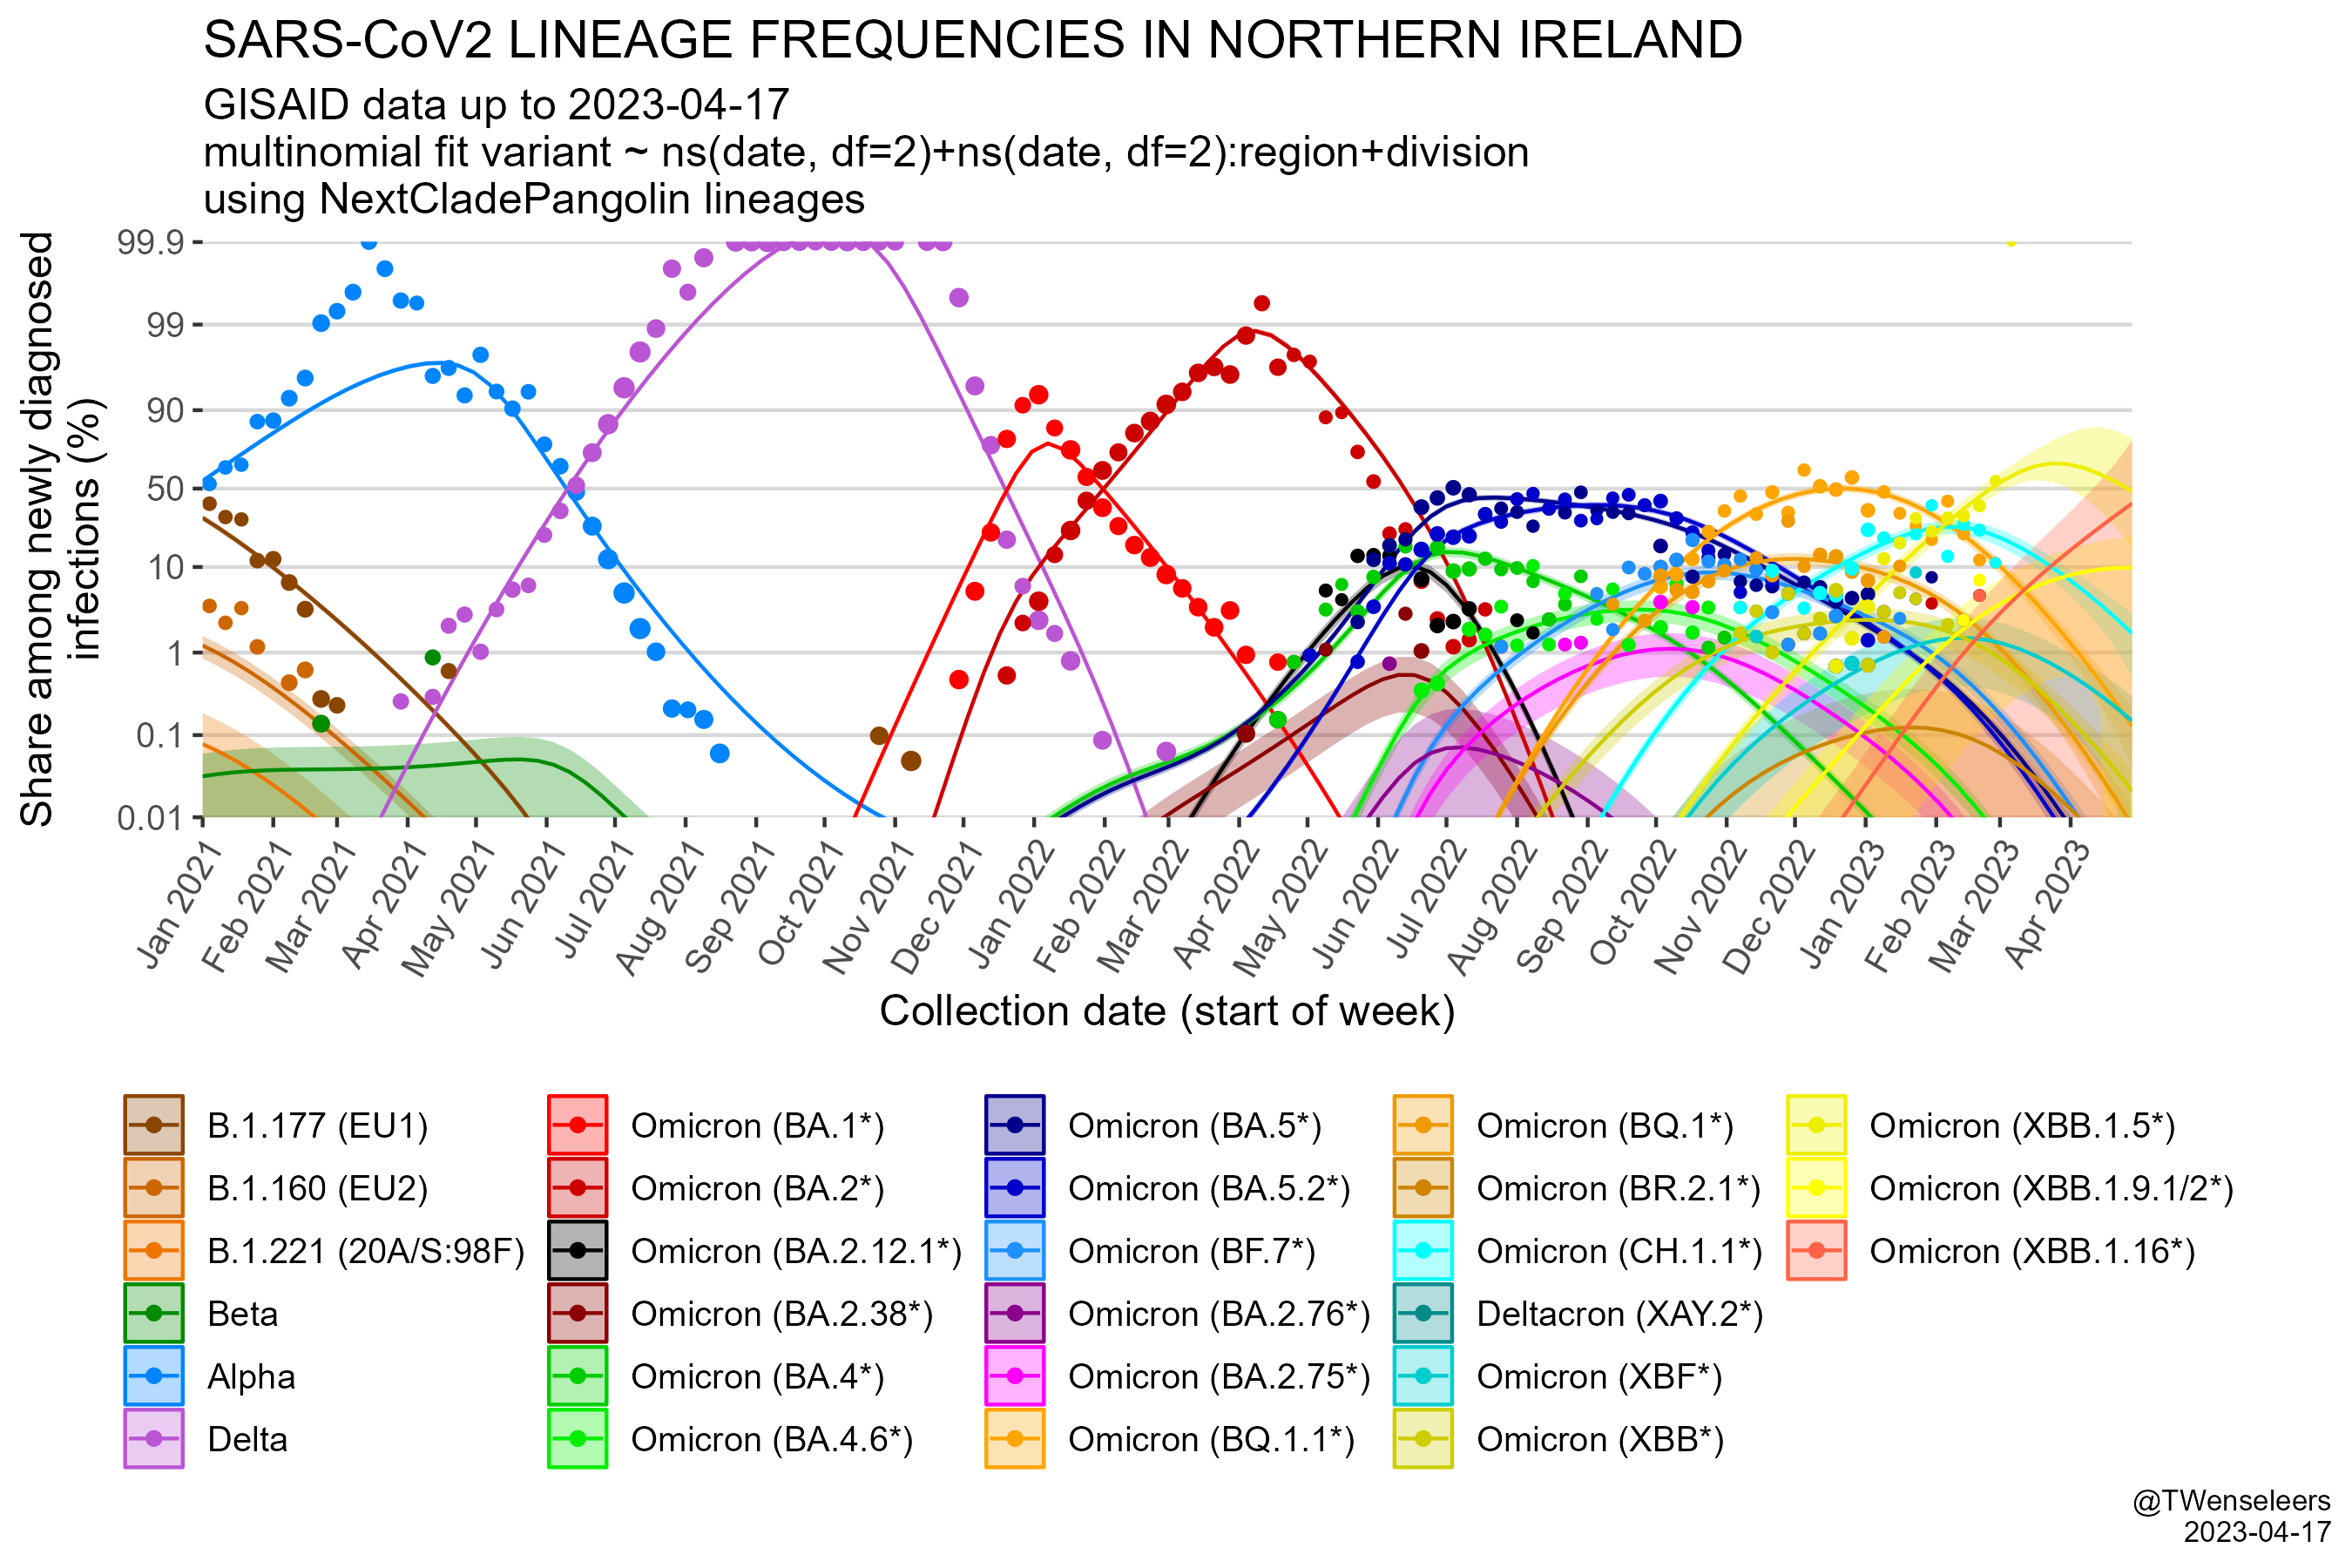 SARS-CoV2 LINEAGE FREQUENCIES IN NORTHERN IRELAND
GISAID data up to 2023-04-17
multinomial fit variant ~ ns(date, df=2)+ns(date, df=2):region+division
using NextCladePangolin lineages
Share among newly diagnosed
infections (%)
99.9
99
90
50
10
1
0.1
0.01
Jan 2021
Feb 2021
Mar 2021
Apr 2021
May 2021
Jun 2021
Jul 2021
Aug 2021
Sep 2021
Oct 2021
Nov 2021
Dec 2021
Jan 2022
Feb 2022
Mar 2022
Apr 2022
May 2022
Jun 2022
Jul 2022
Aug 2022
Sep 2022
Oct 2022
Nov 2022
Dec 2022
Jan 2023
Feb 2023
Mar 2023
Apr 2023
Collection date (start of week)
B.1.177 (EU1)
B.1.160 (EU2)
B.1.221 (20A/S:98F)
Beta
Alpha
Delta
Omicron (BA.1*)
Omicron (BA.2*)
Omicron (BA.2.12.1*)
Omicron (BA.2.38*)
Omicron (BA.4*)
Omicron (BA.4.6*)
Omicron (BA.5*)
Omicron (BA.5.2*)
Omicron (BF.7*)
Omicron (BA.2.76*)
Omicron (BA.2.75*)
Omicron (BQ.1.1*)
Omicron (BQ.1*)
Omicron (BR.2.1*)
Omicron (CH.1.1*)
Deltacron (XAY.2*)
Omicron (XBF*)
Omicron (XBB*)
Omicron (XBB.1.5*)
Omicron (XBB.1.9.1/2*)
Omicron (XBB.1.16*)
@TWenseleers
2023-04-17